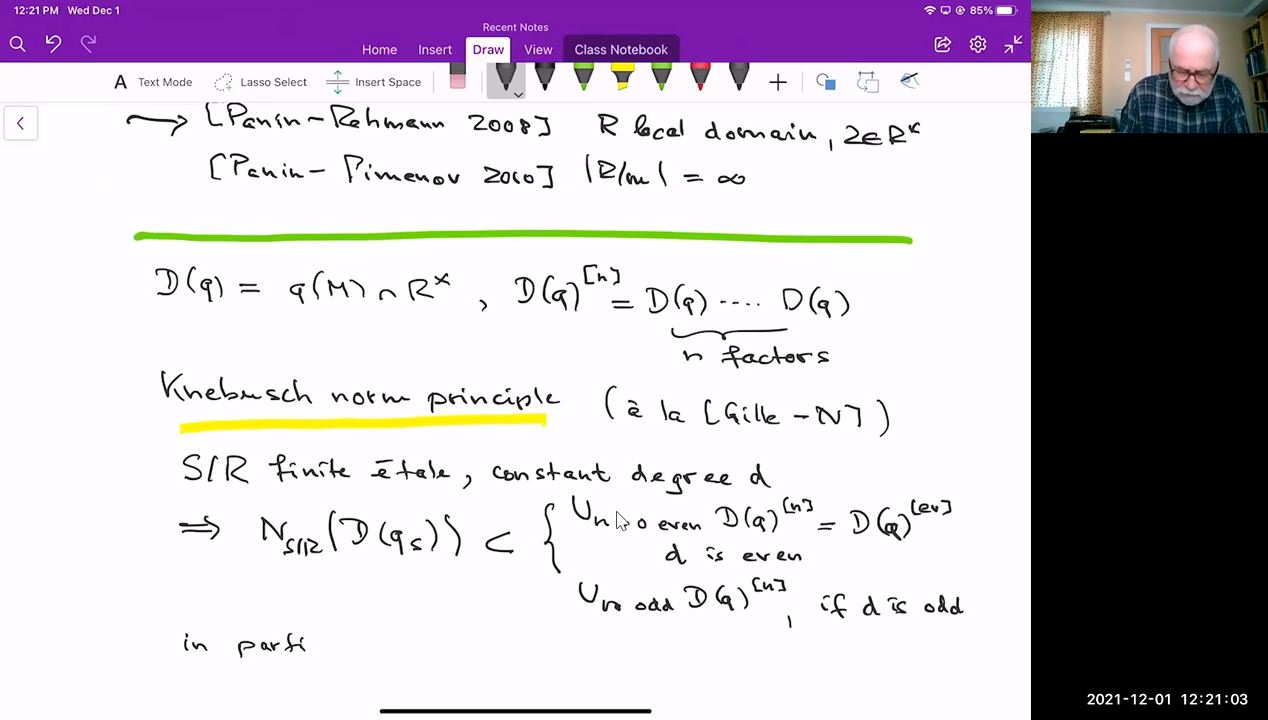 12:21 PM Wed Dec 1
85%
Recent Notes
Home Insert Draw View Class Notebook
A Text Mode Lasso Select Insert Space
→ [Panin-Rehmann 2008] R local domain, 2∈R^x
[Panin-Pimenov 2010] |R/m| = ∞
D(q) = q(M) ∩ R^x, D(q)^[n] = D(q) ···· D(q)
n factors
Knebusch norm principle (à la [Gille-N])
S/R finite étale, constant degree d
⇒ N_S/R (D(q_S)) ⊂ { U_n≥0 even D(q)^[n] = D(q)^[ev]
d is even
U_n odd D(q)^[n], if d is odd
in parti
2021-12-01 12:21:03